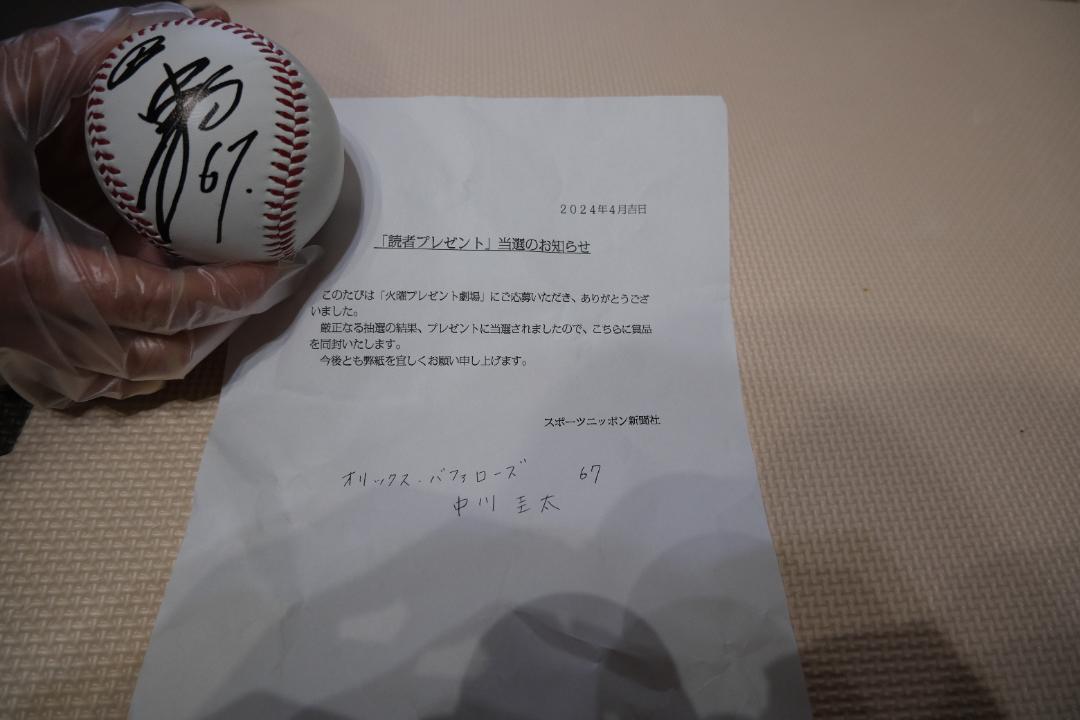 67.
2024年4月吉日
「読者プレゼント」当選のお知らせ
このたびは「火曜プレゼント劇場」にご応募いただき、ありがとうござ
いました。
厳正なる抽選の結果、プレゼントに当選されましたので、こちらに賞品
を同封いたします。
今後とも弊紙を宜しくお願い申し上げます。
スポーツニッポン新聞社
オリックス・バファローズ 67
中川 圭太